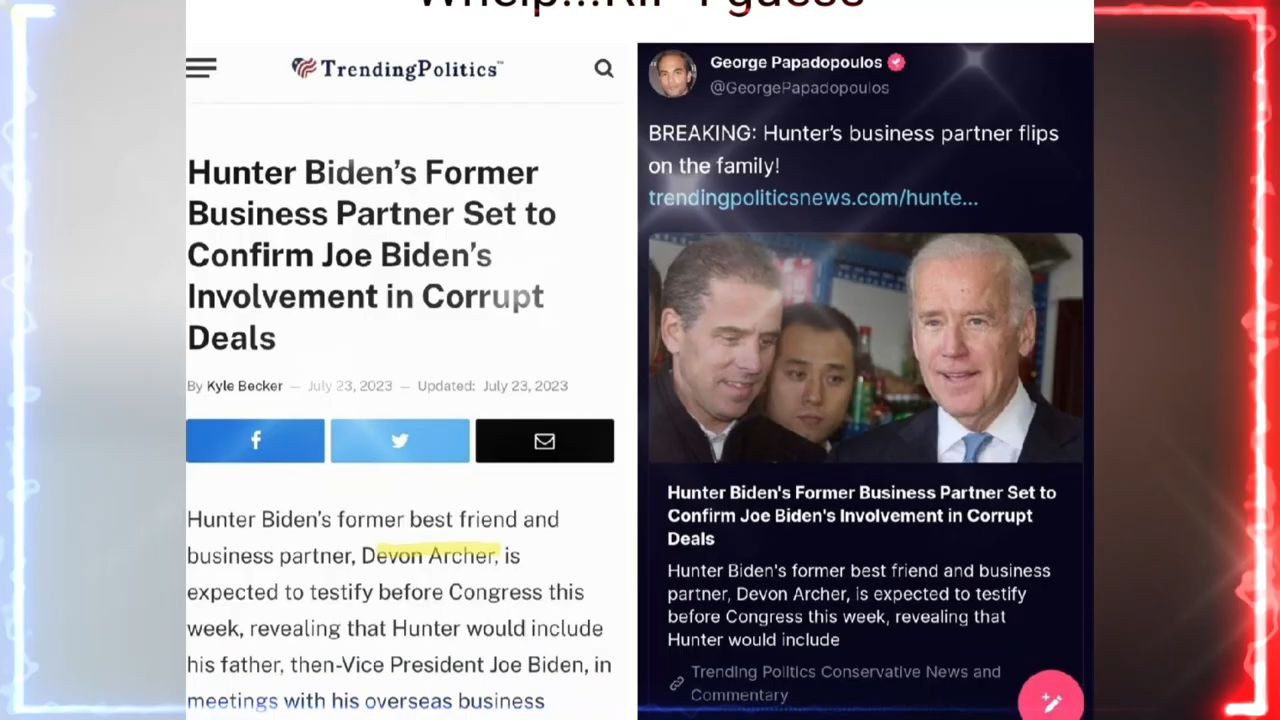 Whelp...RIP I guess
TrendingPolitics™
Hunter Biden's Former
Business Partner Set to
Confirm Joe Biden's
Involvement in Corrupt
Deals
By Kyle Becker — July 23, 2023 — Updated: July 23, 2023
Hunter Biden's former best friend and
business partner, Devon Archer, is
expected to testify before Congress this
week, revealing that Hunter would include
his father, then-Vice President Joe Biden, in
meetings with his overseas business
George Papadopoulos
@GeorgePapadopoulos
BREAKING: Hunter's business partner flips
on the family!
trendingpoliticsnews.com/hunte...
Hunter Biden's Former Business Partner Set to
Confirm Joe Biden's Involvement in Corrupt
Deals
Hunter Biden's former best friend and business
partner, Devon Archer, is expected to testify
before Congress this week, revealing that
Hunter would include
Trending Politics Conservative News and
Commentary